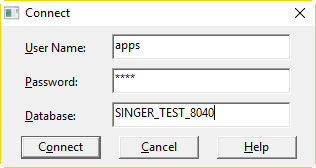 Connect
User Name: apps
Password: ****
Database: SINGER_TEST_8040
Connect Cancel Help